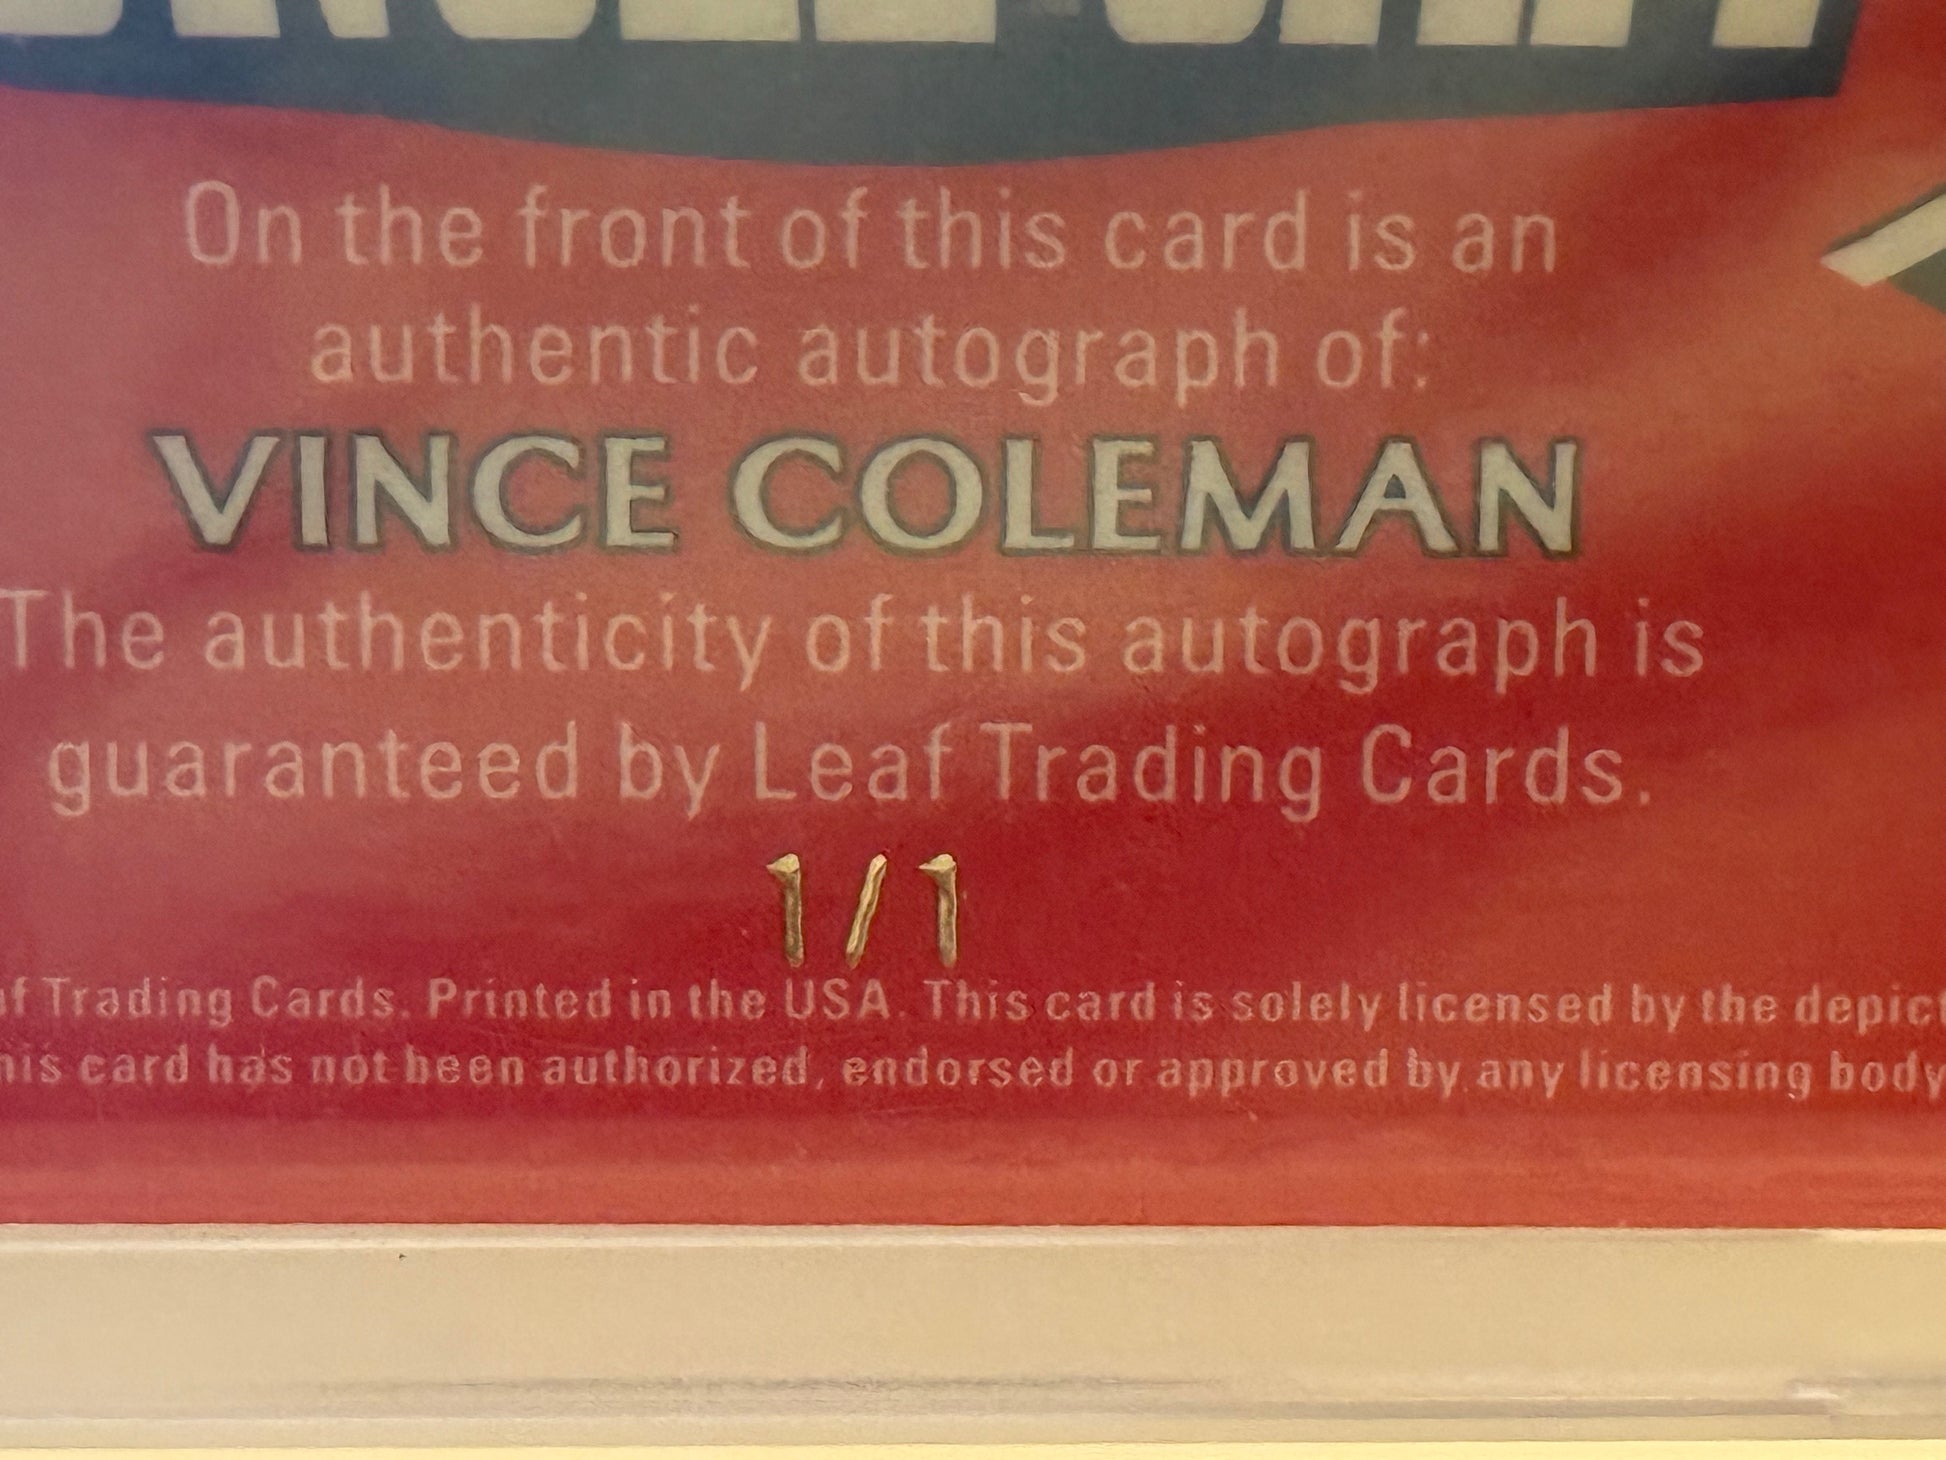 On the front of this card is an
authentic autograph of:
VINCE COLEMAN
The authenticity of this autograph is
guaranteed by Leaf Trading Cards.
1/1
Trading Cards. Printed in the USA. This card is solely licensed by the
card has not been authorized, endorsed or approved by any licensing body